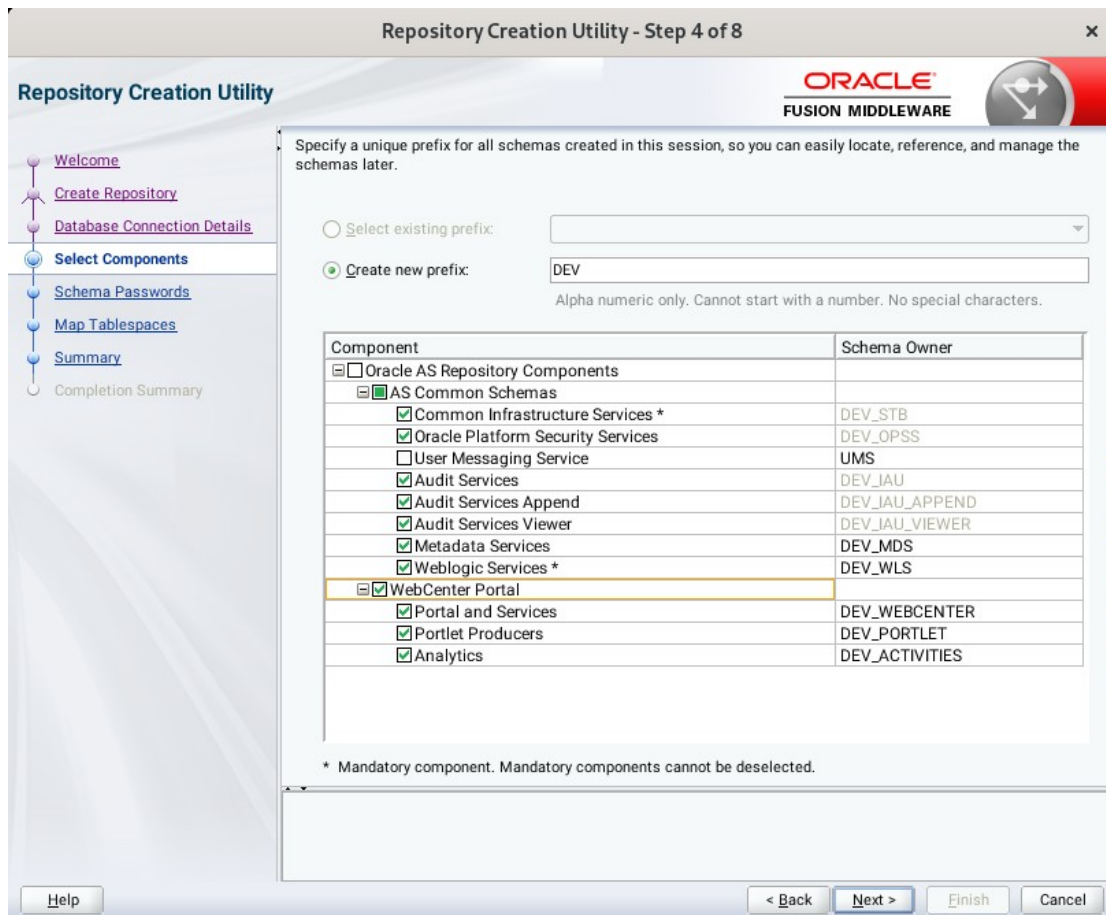 Repository Creation Utility - Step 4 of 8
×
Repository Creation Utility
ORACLE
FUSION MIDDLEWARE
Welcome
Create Repository
Database Connection Details
Select Components
Schema Passwords
Map Tablespaces
Summary
Completion Summary
Specify a unique prefix for all schemas created in this session, so you can easily locate, reference, and manage the
schemas later.
Select existing prefix:
Create new prefix: DEV
Alpha numeric only. Cannot start with a number. No special characters.
Component Schema Owner
Oracle AS Repository Components
AS Common Schemas
Common Infrastructure Services * DEV_STB
Oracle Platform Security Services DEV_OPSS
User Messaging Service UMS
Audit Services DEV_IAU
Audit Services Append DEV_IAU_APPEND
Audit Services Viewer DEV_IAU_VIEWER
Metadata Services DEV_MDS
Weblogic Services * DEV_WLS
WebCenter Portal
Portal and Services DEV_WEBCENTER
Portlet Producers DEV_PORTLET
Analytics DEV_ACTIVITIES
* Mandatory component. Mandatory components cannot be deselected.
Help < Back Next > Finish Cancel